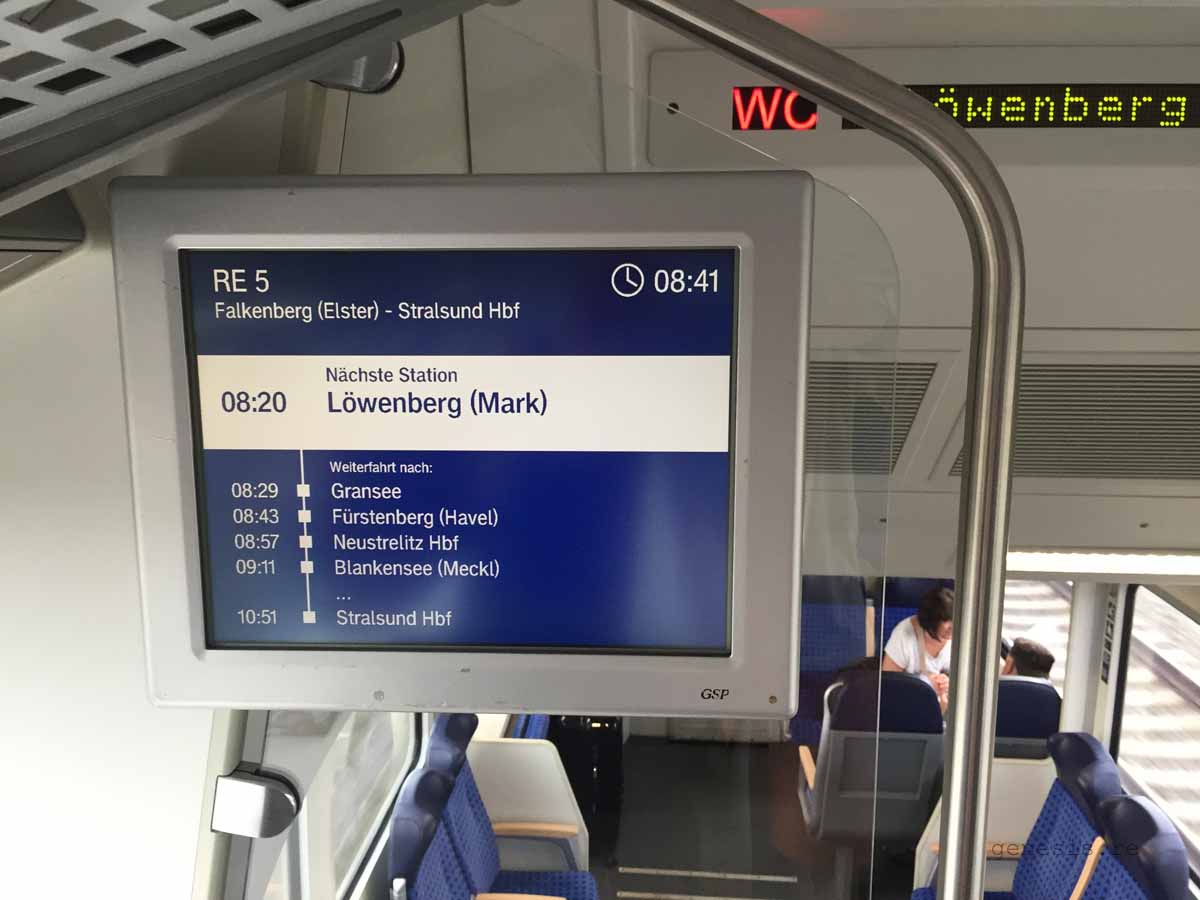 WC
öwenberg
RE 5
08:41
Falkenberg (Elster) - Stralsund Hbf
Nächste Station
08:20 Löwenberg (Mark)
Weiterfahrt nach:
08:29 Gransee
08:43 Fürstenberg (Havel)
08:57 Neustrelitz Hbf
09:11 Blankensee (Meckl)
...
10:51 Stralsund Hbf
GSP
genesis.re